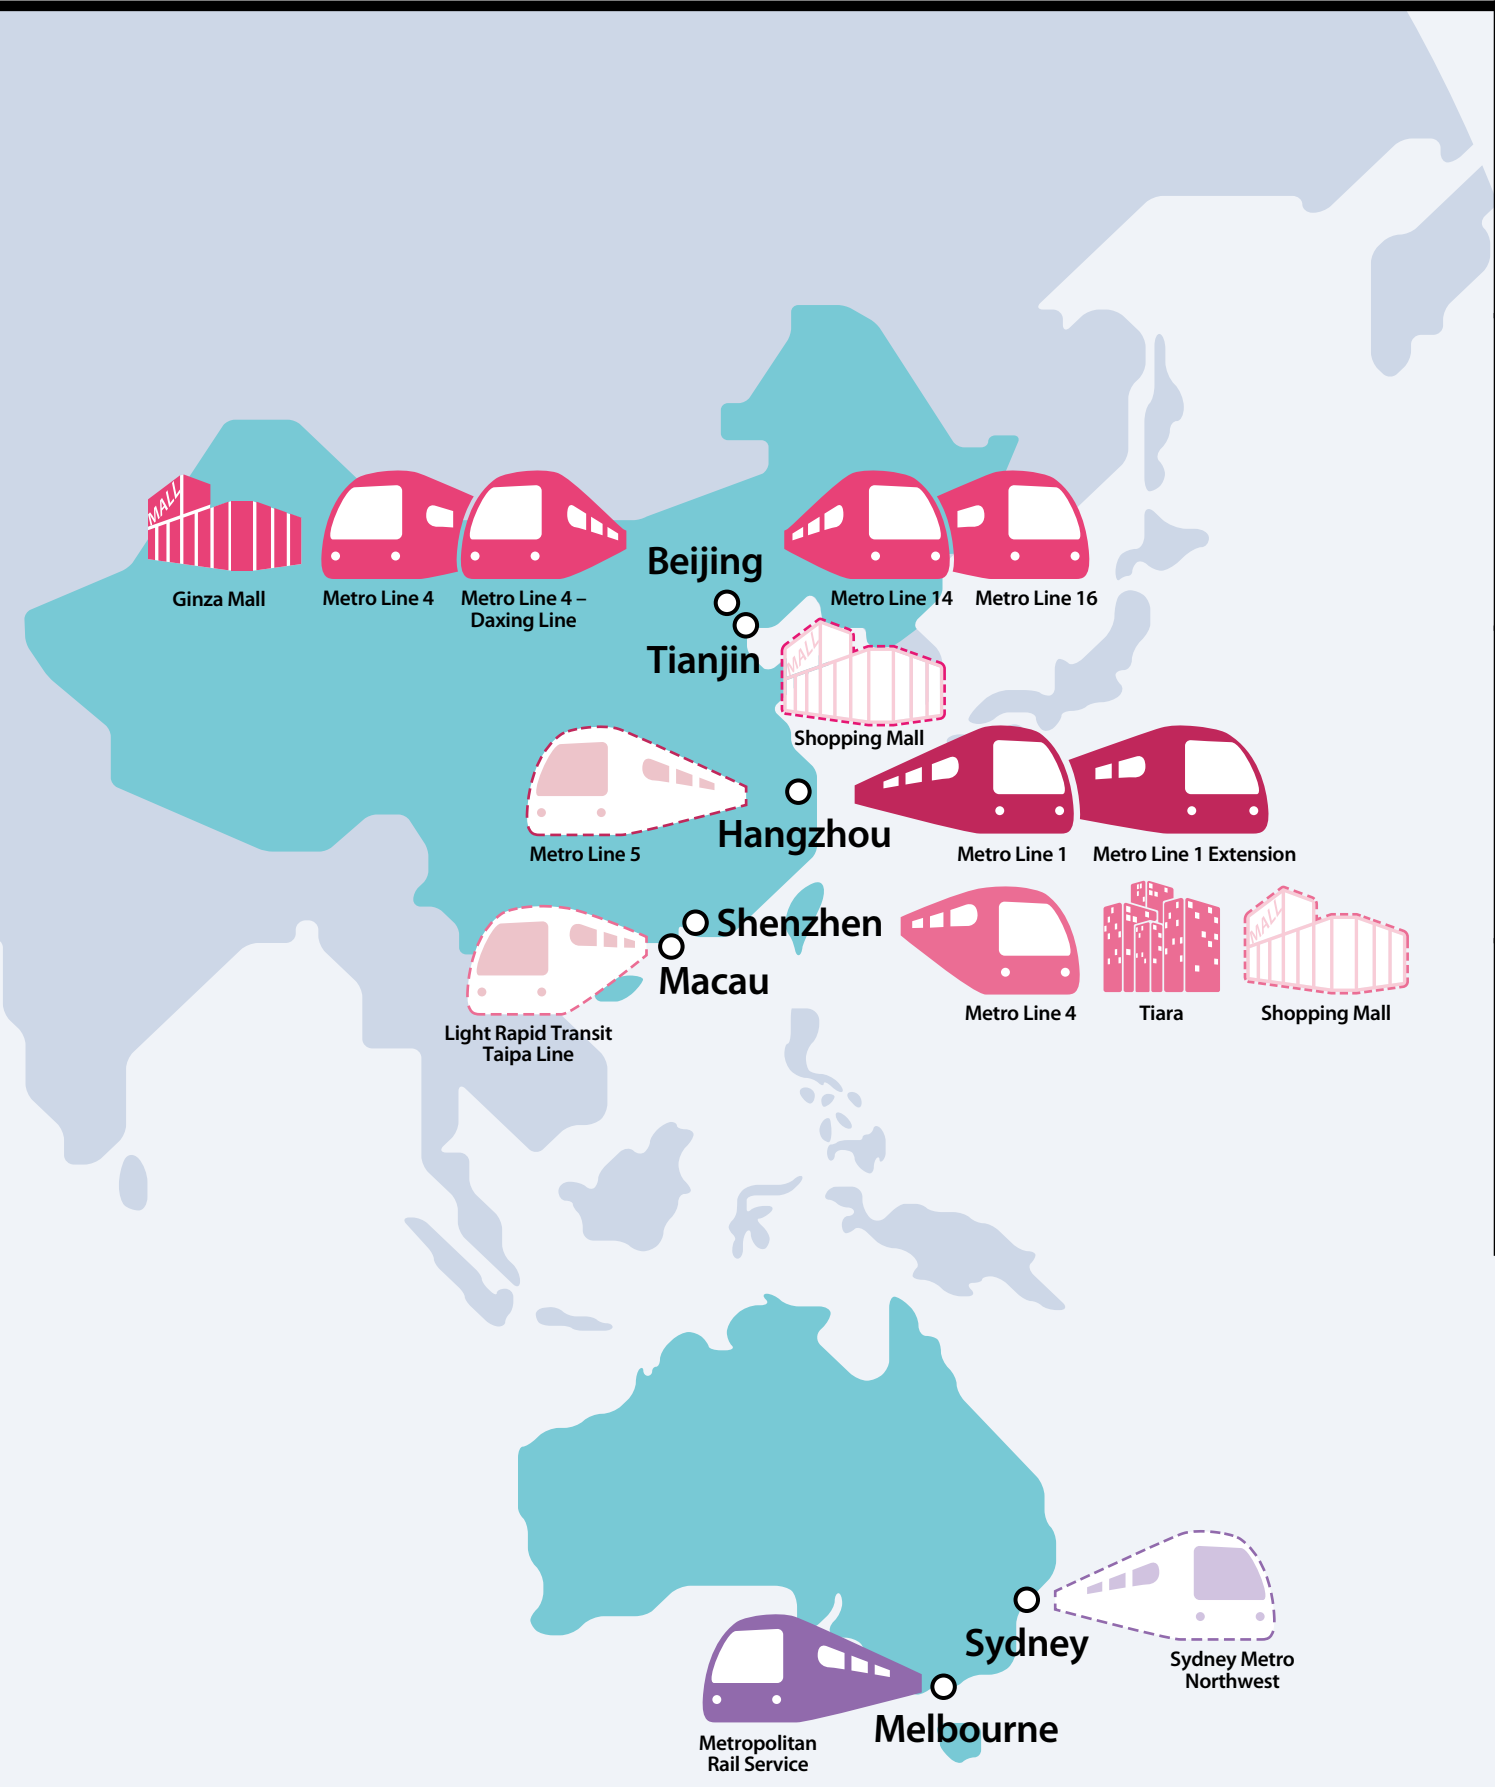 MALL
Ginza Mall
Metro Line 4
Metro Line 4 –
Daxing Line
Beijing
Metro Line 14
Metro Line 16
Tianjin
MALL
Shopping Mall
Metro Line 5
Hangzhou
Metro Line 1
Metro Line 1 Extension
Shenzhen
Macau
Light Rapid Transit
Taipa Line
Metro Line 4
Tiara
MALL
Shopping Mall
Sydney
Sydney Metro
Northwest
Melbourne
Metropolitan
Rail Service